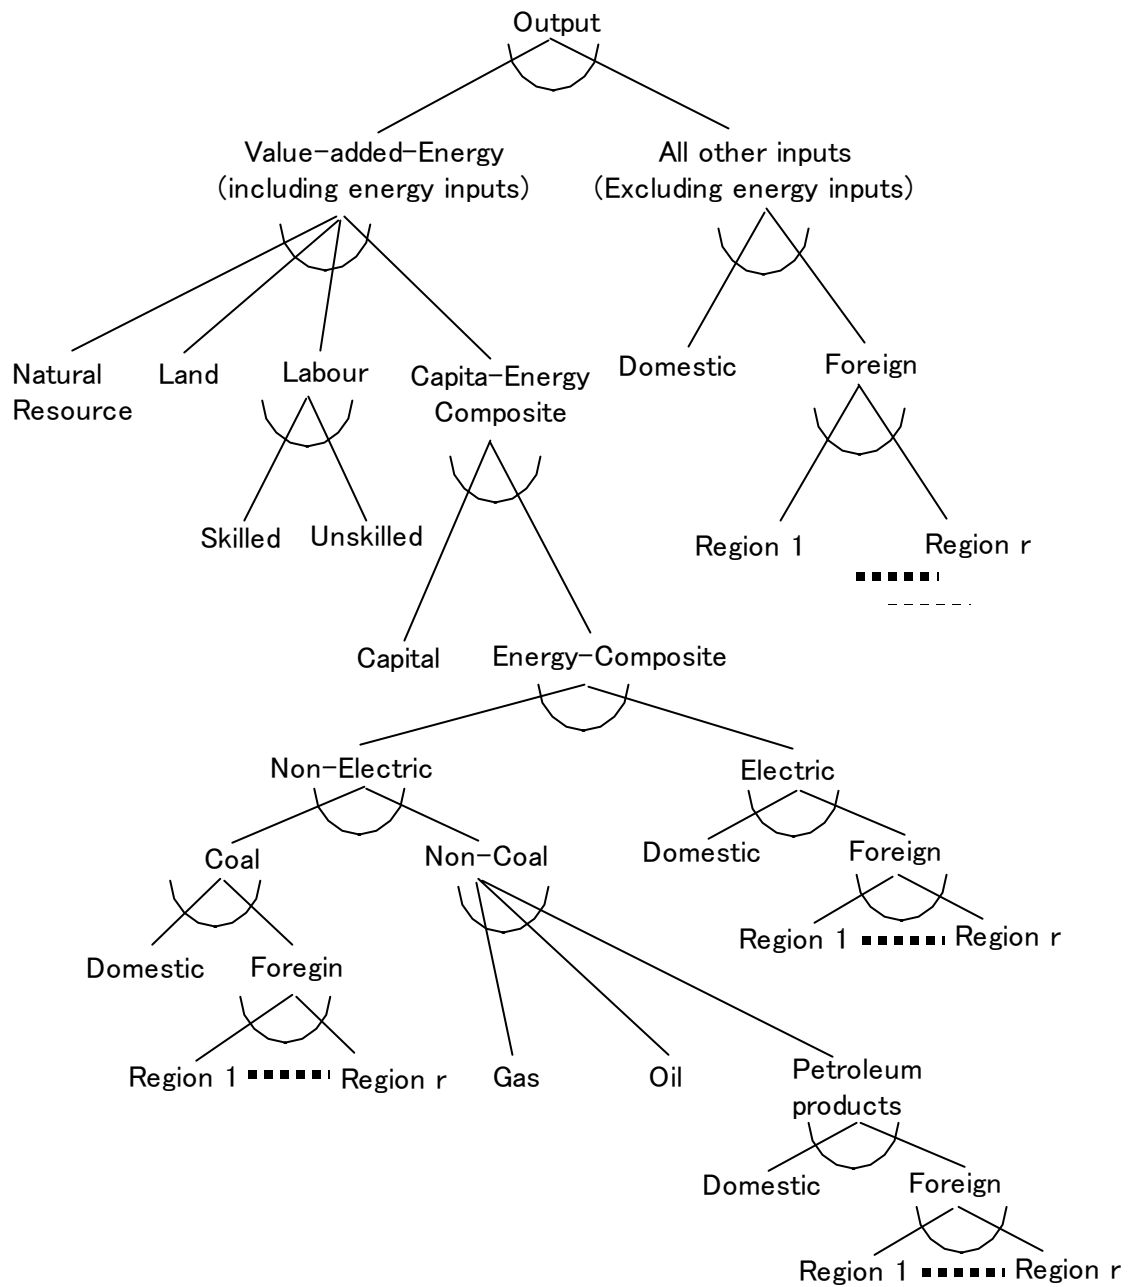 Output
Value-added-Energy
(including energy inputs)
All other inputs
(Excluding energy inputs)
Natural
Resource
Land
Labour
Capita-Energy
Composite
Domestic
Foreign
Skilled
Unskilled
Region 1
Region r
Capital
Energy-Composite
Non-Electric
Electric
Coal
Non-Coal
Domestic
Foreign
Region 1
Region r
Domestic
Foregin
Region 1
Region r
Gas
Oil
Petroleum
products
Domestic
Foreign
Region 1
Region r